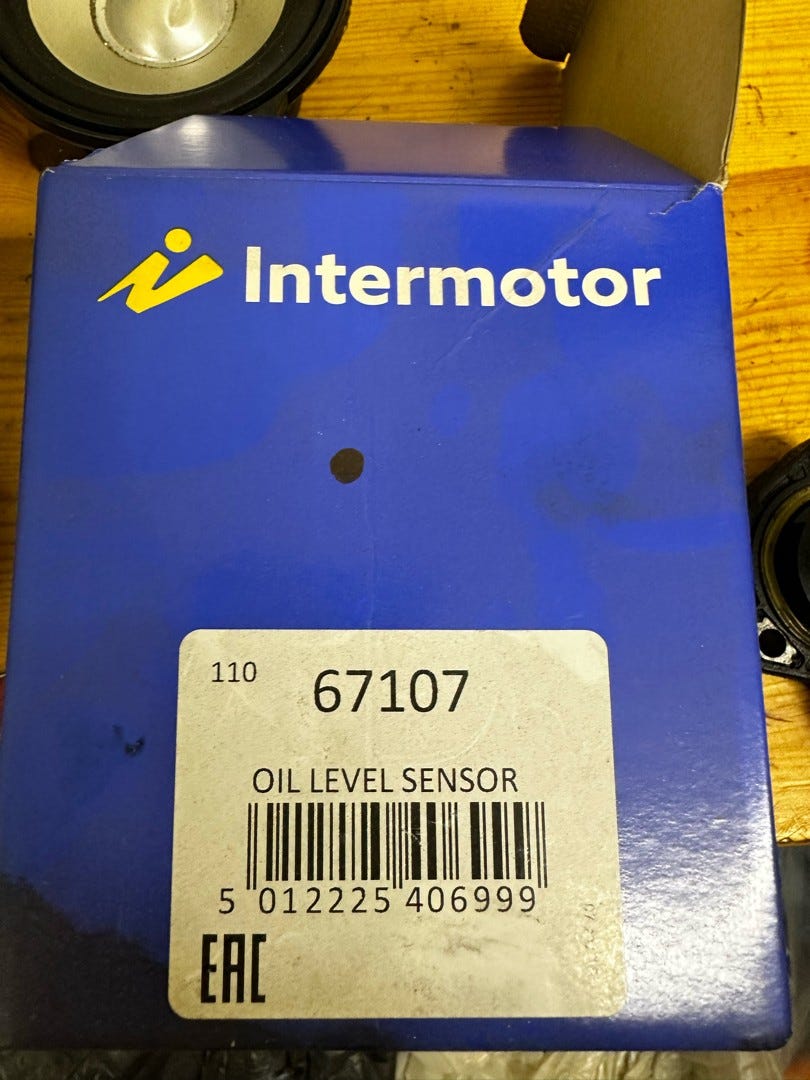 Intermotor
110 67107
OIL LEVEL SENSOR
5 012225 406999
EAC